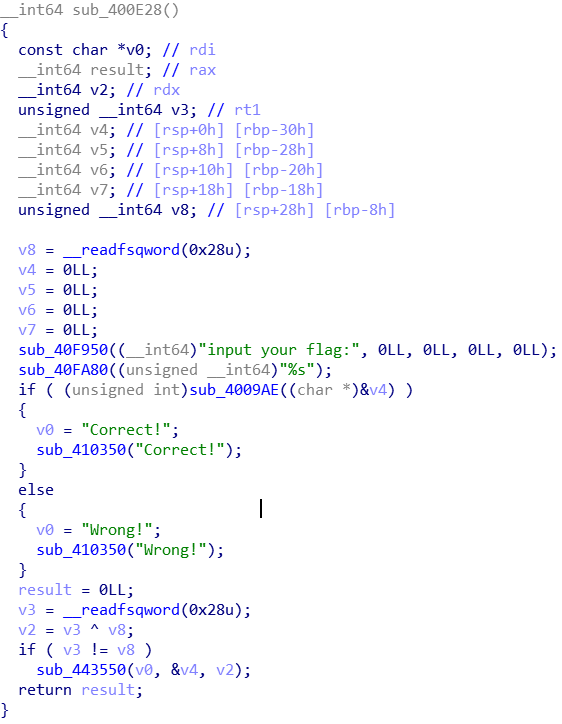 __int64 sub_400E28()
{
  const char *v0; // rdi
  __int64 result; // rax
  __int64 v2; // rdx
  unsigned __int64 v3; // rt1
  __int64 v4; // [rsp+0h] [rbp-30h]
  __int64 v5; // [rsp+8h] [rbp-28h]
  __int64 v6; // [rsp+10h] [rbp-20h]
  __int64 v7; // [rsp+18h] [rbp-18h]
  unsigned __int64 v8; // [rsp+28h] [rbp-8h]

  v8 = __readfsqword(0x28u);
  v4 = 0LL;
  v5 = 0LL;
  v6 = 0LL;
  v7 = 0LL;
  sub_40F950((__int64)"input your flag:", 0LL, 0LL, 0LL, 0LL);
  sub_40FA80((unsigned __int64)"%s");
  if ( (unsigned int)sub_4009AE((char *)&v4) )
  {
    v0 = "Correct!";
    sub_410350("Correct!");
  }
  else
  {
    v0 = "Wrong!";
    sub_410350("Wrong!");
  }
  result = 0LL;
  v3 = __readfsqword(0x28u);
  v2 = v3 ^ v8;
  if ( v3 != v8 )
    sub_443550(v0, &v4, v2);
  return result;
}